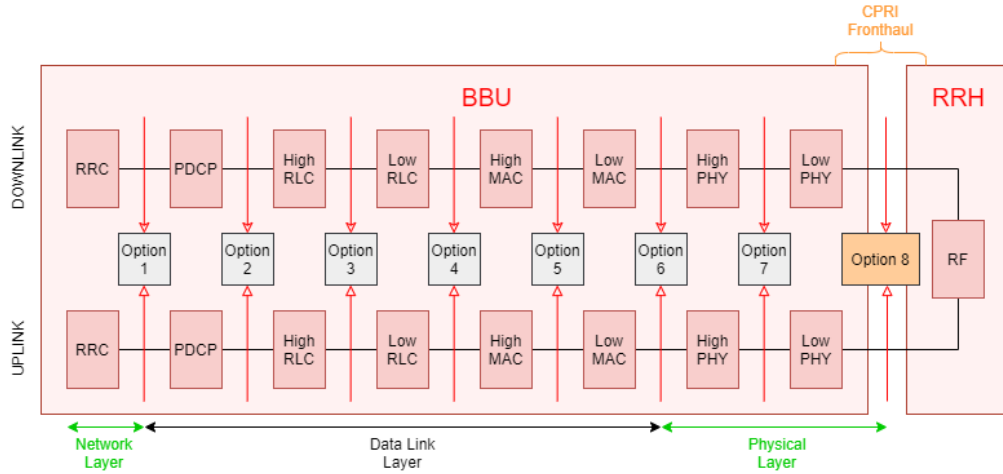 CPRI
Fronthaul
BBU
RRH
DOWNLINK
RRC
PDCP
High
RLC
Low
RLC
High
MAC
Low
MAC
High
PHY
Low
PHY
Option
1
Option
2
Option
3
Option
4
Option
5
Option
6
Option
7
Option 8
RF
UPLINK
RRC
PDCP
High
RLC
Low
RLC
High
MAC
Low
MAC
High
PHY
Low
PHY
Network
Layer
Data Link
Layer
Physical
Layer